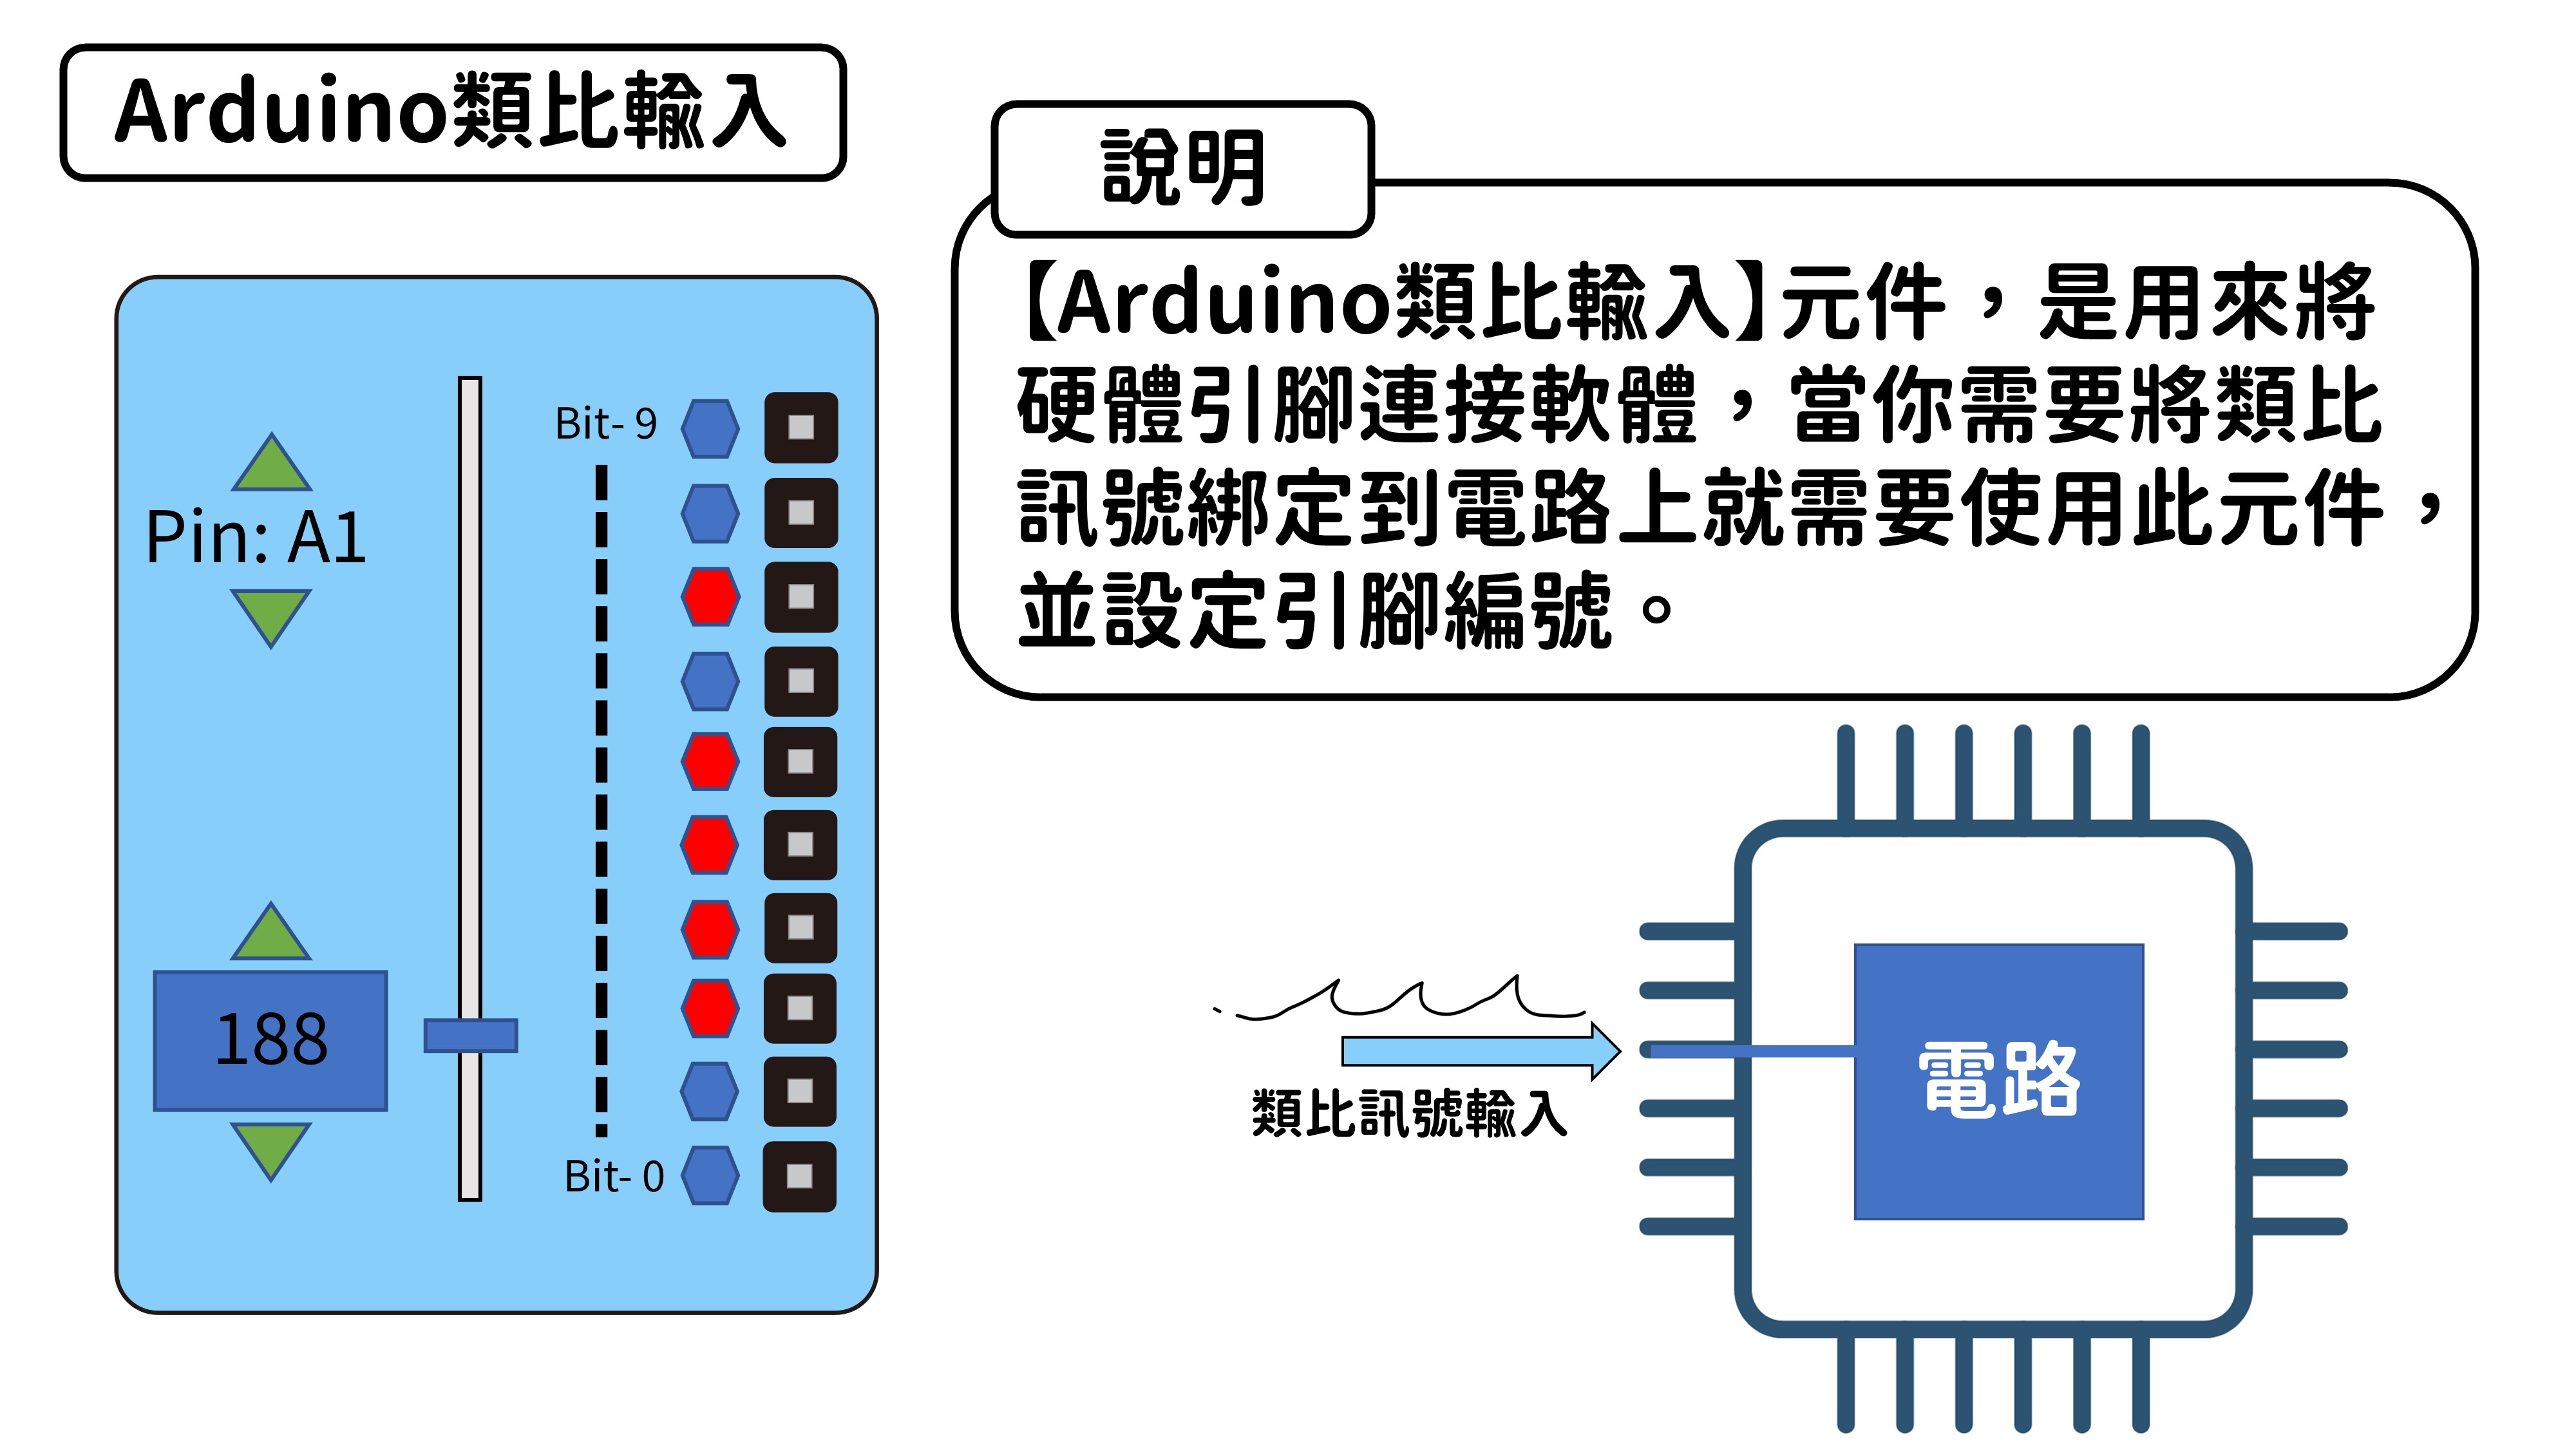 Arduino類比輸入
說明
【Arduino類比輸入】元件，是用來將
硬體引腳連接軟體，當你需要將類比
訊號綁定到電路上就需要使用此元件，
並設定引腳編號。
Bit- 9
Pin: A1
188
Bit- 0
類比訊號輸入
電路